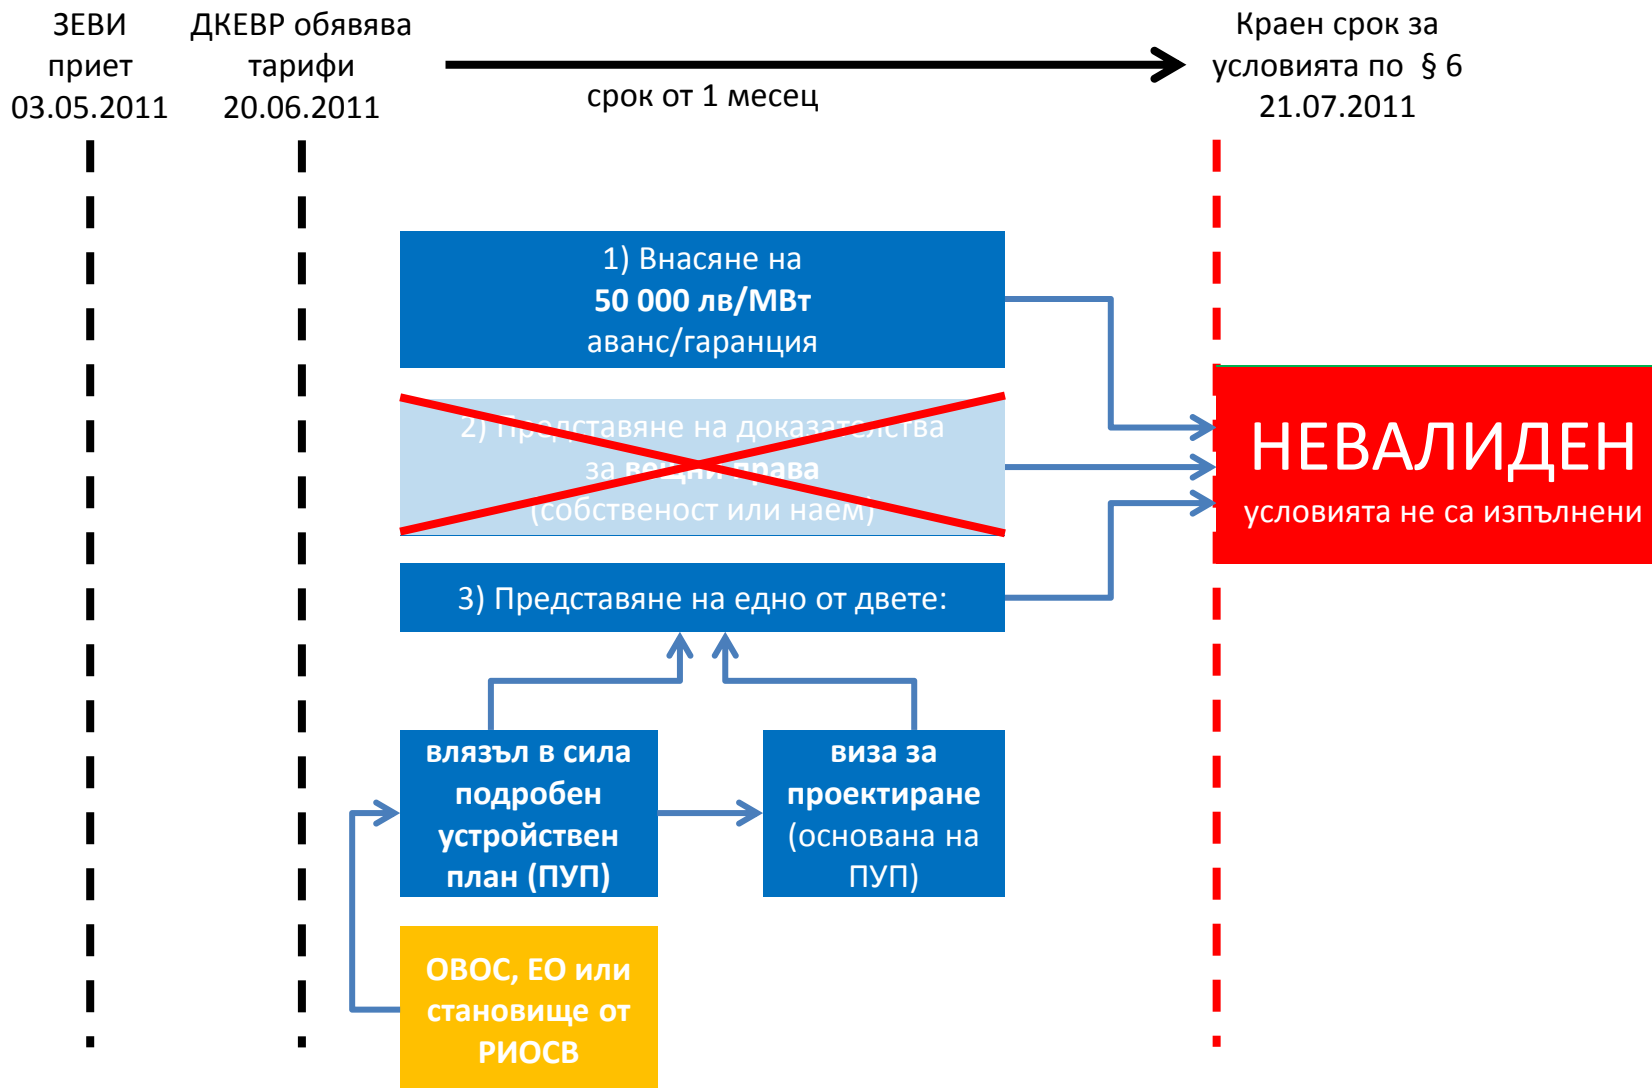 ЗЕВИ
приет
03.05.2011
ДКЕВР обявява
тарифи
20.06.2011
срок от 1 месец
Краен срок за
условията по § 6
21.07.2011
1) Внасяне на
50 000 лв/МВт
аванс/гаранция
2) Представяне на доказателства
за вещни права
(собственост или наем)
НЕВАЛИДЕН
условията не са изпълнени
3) Представяне на едно от двете:
влязъл в сила
подробен
устройствен
план (ПУП)
виза за
проектиране
(основана на
ПУП)
ОВОС, ЕО или
становище от
РИОСВ